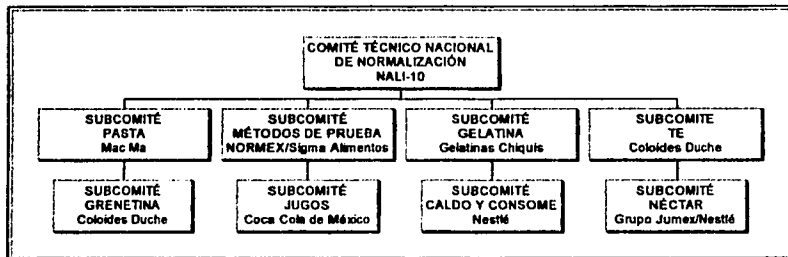 COMITÉ TÉCNICO NACIONAL
DE NORMALIZACIÓN
NALI-10
SUBCOMITÉ
PASTA
Mac Ma
SUBCOMITÉ
MÉTODOS DE PRUEBA
NORMEX/Sigma Alimentos
SUBCOMITÉ
GELATINA
Gelatinas Chiquis
SUBCOMITE
TE
Coloides Duche
SUBCOMITÉ
GRENETINA
Coloides Duche
SUBCOMITÉ
JUGOS
Coca Cola de México
SUBCOMITÉ
CALDO Y CONSOME
Nestlé
SUBCOMITÉ
NÉCTAR
Grupo Jumex/Nestlé